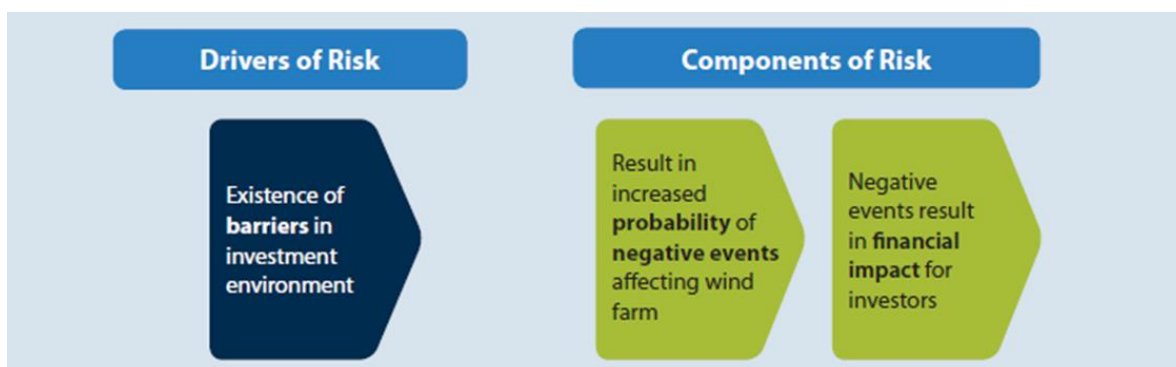 Drivers of Risk
Components of Risk
Existence of
barriers in
investment
environment
Result in
increased
probability of
negative events
affecting wind
farm
Negative
events result
in financial
impact for
investors